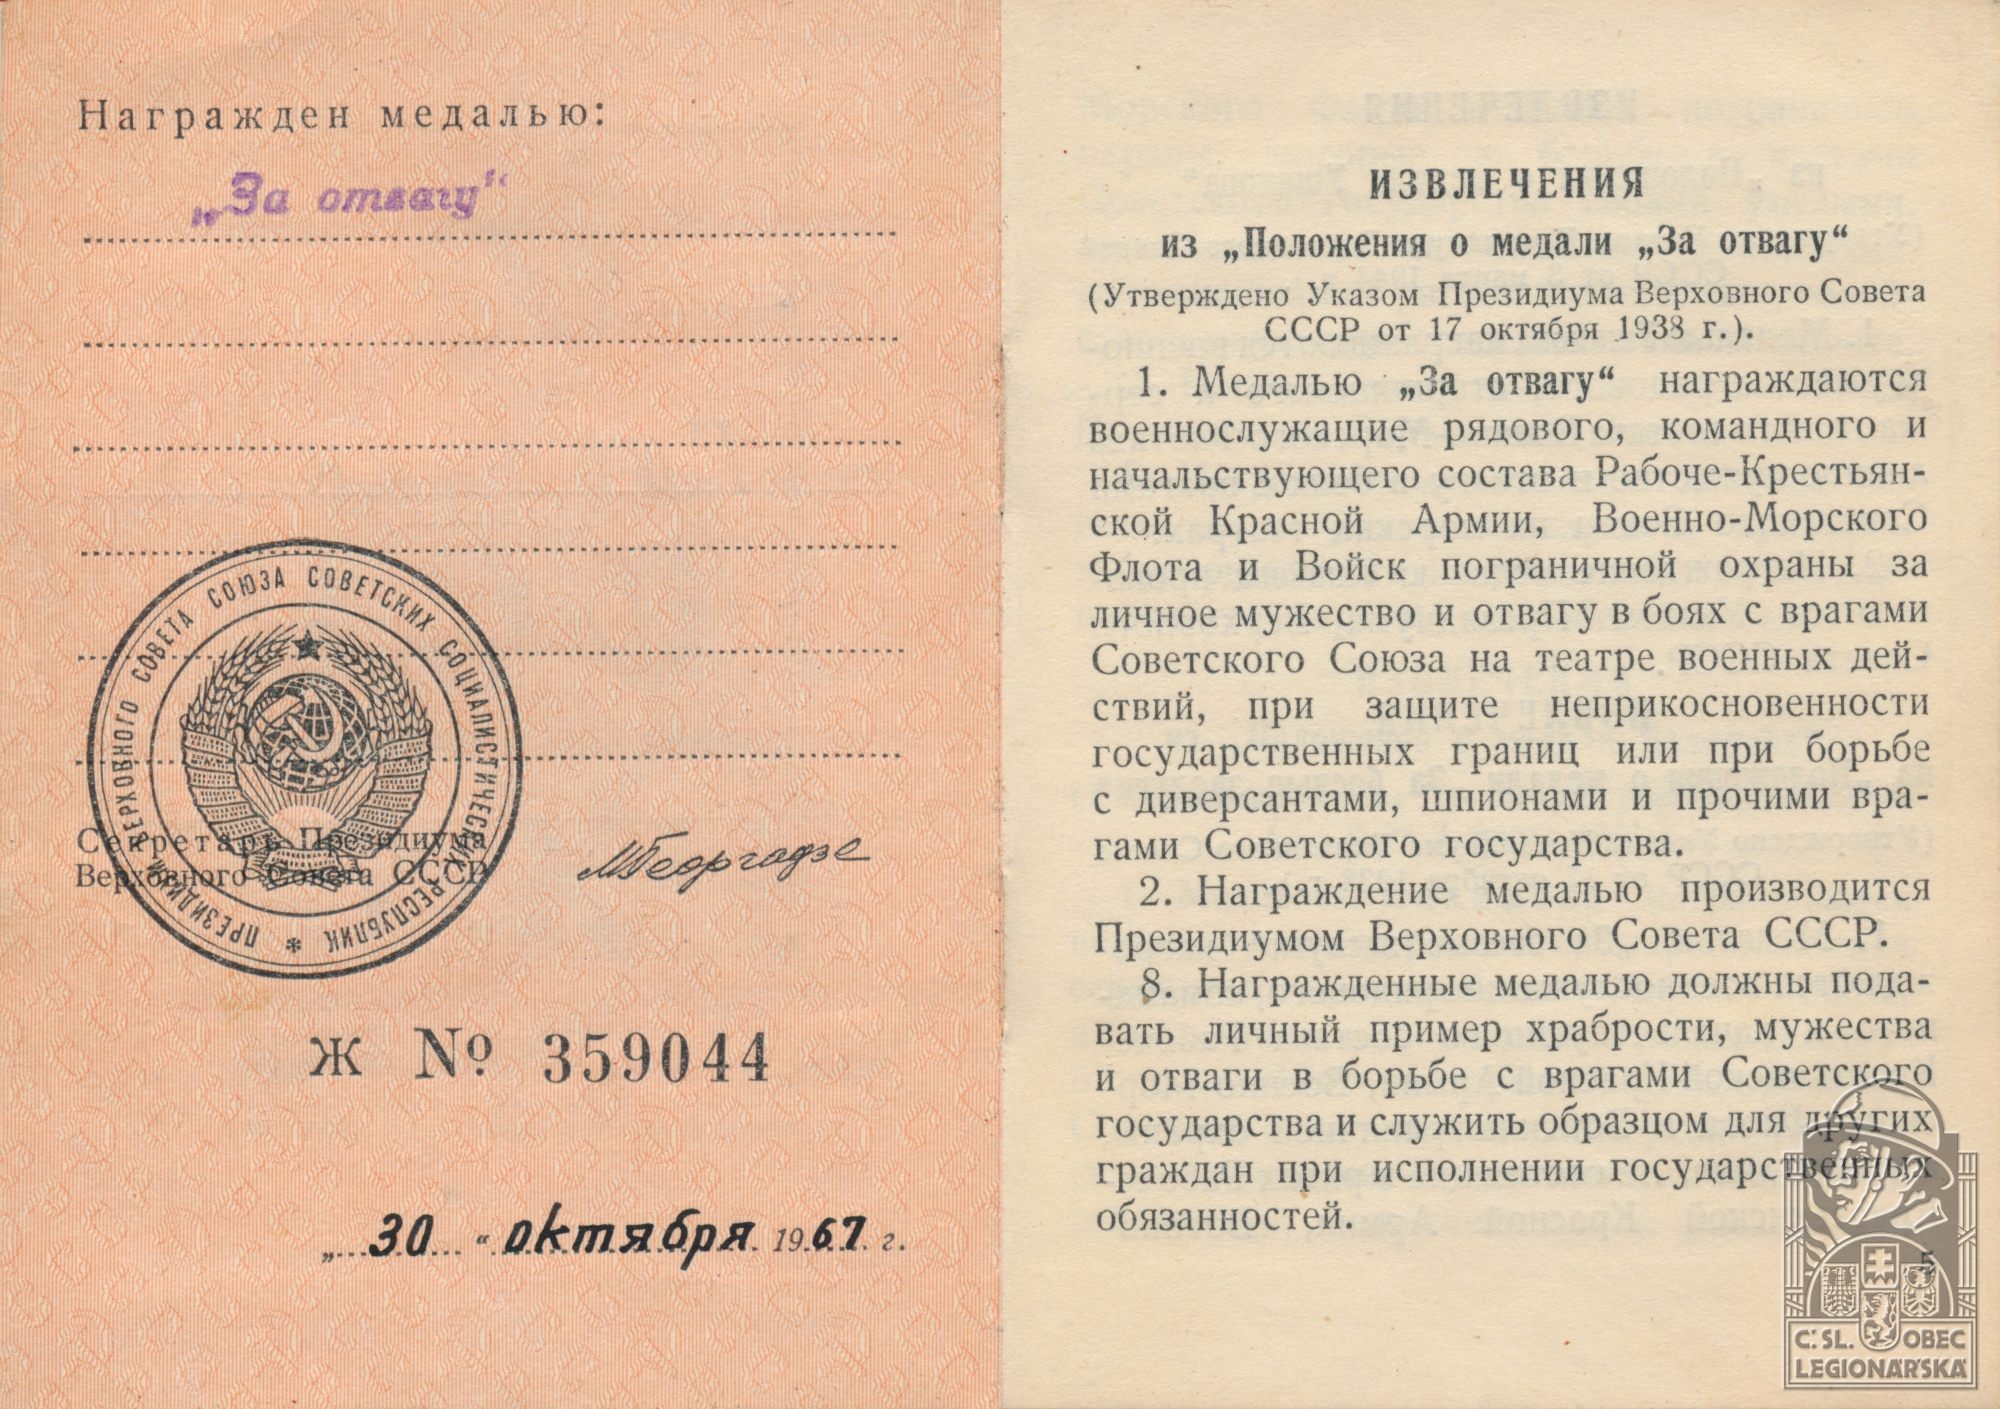 Награжден медалью:
„За отвагу“
ПРЕЗИДИУМ ВЕРХОВНОГО СОВЕТА СОЮЗА СОВЕТСКИХ СОЦИАЛИСТИЧЕСКИХ РЕСПУБЛИК *
Секретарь Президиума
Верховного Совета СССР
МГеоргадзе
Ж № 359044
„30“ октября 1967 г.
ИЗВЛЕЧЕНИЯ
из „Положения о медали „За отвагу“
(Утверждено Указом Президиума Верховного Совета
СССР от 17 октября 1938 г.).
1. Медалью „За отвагу“ награждаются
военнослужащие рядового, командного и
начальствующего состава Рабоче-Крестьян-
ской Красной Армии, Военно-Морского
Флота и Войск пограничной охраны за
личное мужество и отвагу в боях с врагами
Советского Союза на театре военных дей-
ствий, при защите неприкосновенности
государственных границ или при борьбе
с диверсантами, шпионами и прочими вра-
гами Советского государства.
2. Награждение медалью производится
Президиумом Верховного Совета СССР.
8. Награжденные медалью должны пода-
вать личный пример храбрости, мужества
и отваги в борьбе с врагами Советского
государства и служить образцом для других
граждан при исполнении государственных
обязанностей.
5
Č.SL. OBEC
LEGIONÁŘSKÁ